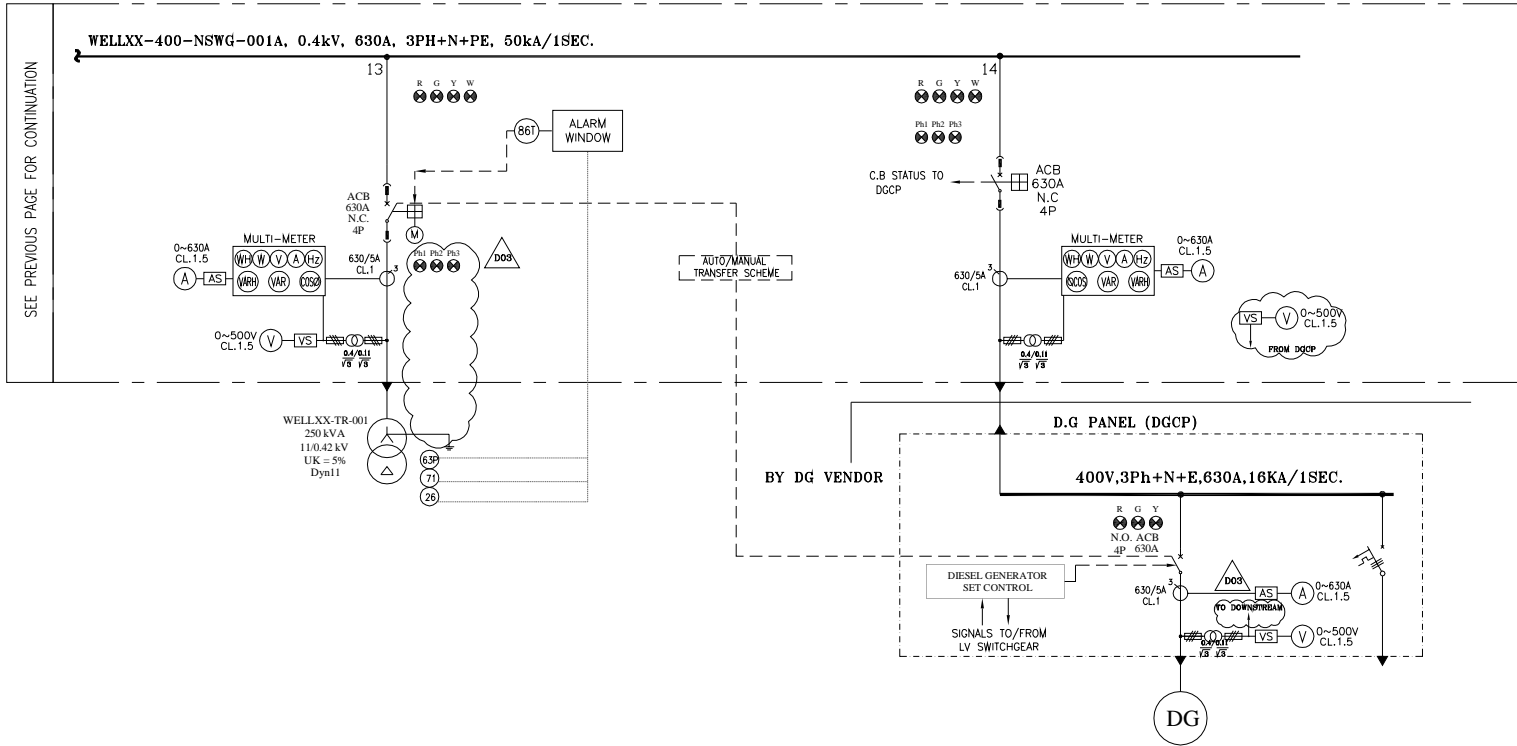 SEE PREVIOUS PAGE FOR CONTINUATION
WELLXX-400-NSWG-001A, 0.4kV, 630A, 3PH+N+PE, 50kA/1SEC.
13
R G Y W
86T
ALARM
WINDOW
ACB
630A
N.C.
4P
M
Ph1 Ph2 Ph3
D03
MULTI-METER
WH W V A Hz
VARH VAR COSØ
0~630A
CL.1.5
A
AS
630/5A
CL.1
3
0~500V
CL.1.5
V
VS
0.4/0.11
√3 √3
AUTO/MANUAL
TRANSFER SCHEME
14
R G Y W
Ph1 Ph2 Ph3
C.B STATUS TO
DGCP
ACB
630A
N.C
4P
MULTI-METER
WH W V A Hz
VAR VARH
0~630A
CL.1.5
AS
A
630/5A
CL.1
3
0.4/0.11
√3 √3
VS
V
0~500V
CL.1.5
FROM DGCP
WELLXX-TR-001
250 kVA
11/0.42 kV
UK = 5%
Dyn11
63P
71
26
BY DG VENDOR
D.G PANEL (DGCP)
400V,3Ph+N+E,630A,16KA/1SEC.
R G Y
N.O. ACB
4P 630A
DIESEL GENERATOR
SET CONTROL
SIGNALS TO/FROM
LV SWITCHGEAR
630/5A
CL.1
3
D03
AS
A
0~630A
CL.1.5
TO DOWNSTREAM
VS
V
0~500V
CL.1.5
0.4/0.11
√3 √3
DG